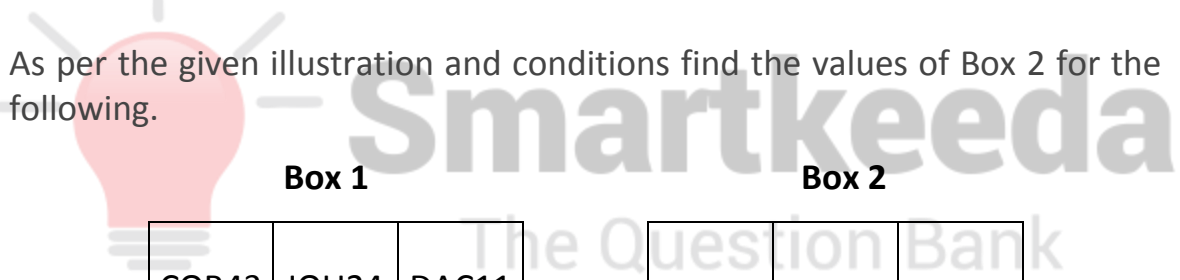 As per the given illustration and conditions find the values of Box 2 for the
following.
Smartkeeda
Box 1 Box 2
The Question Bank